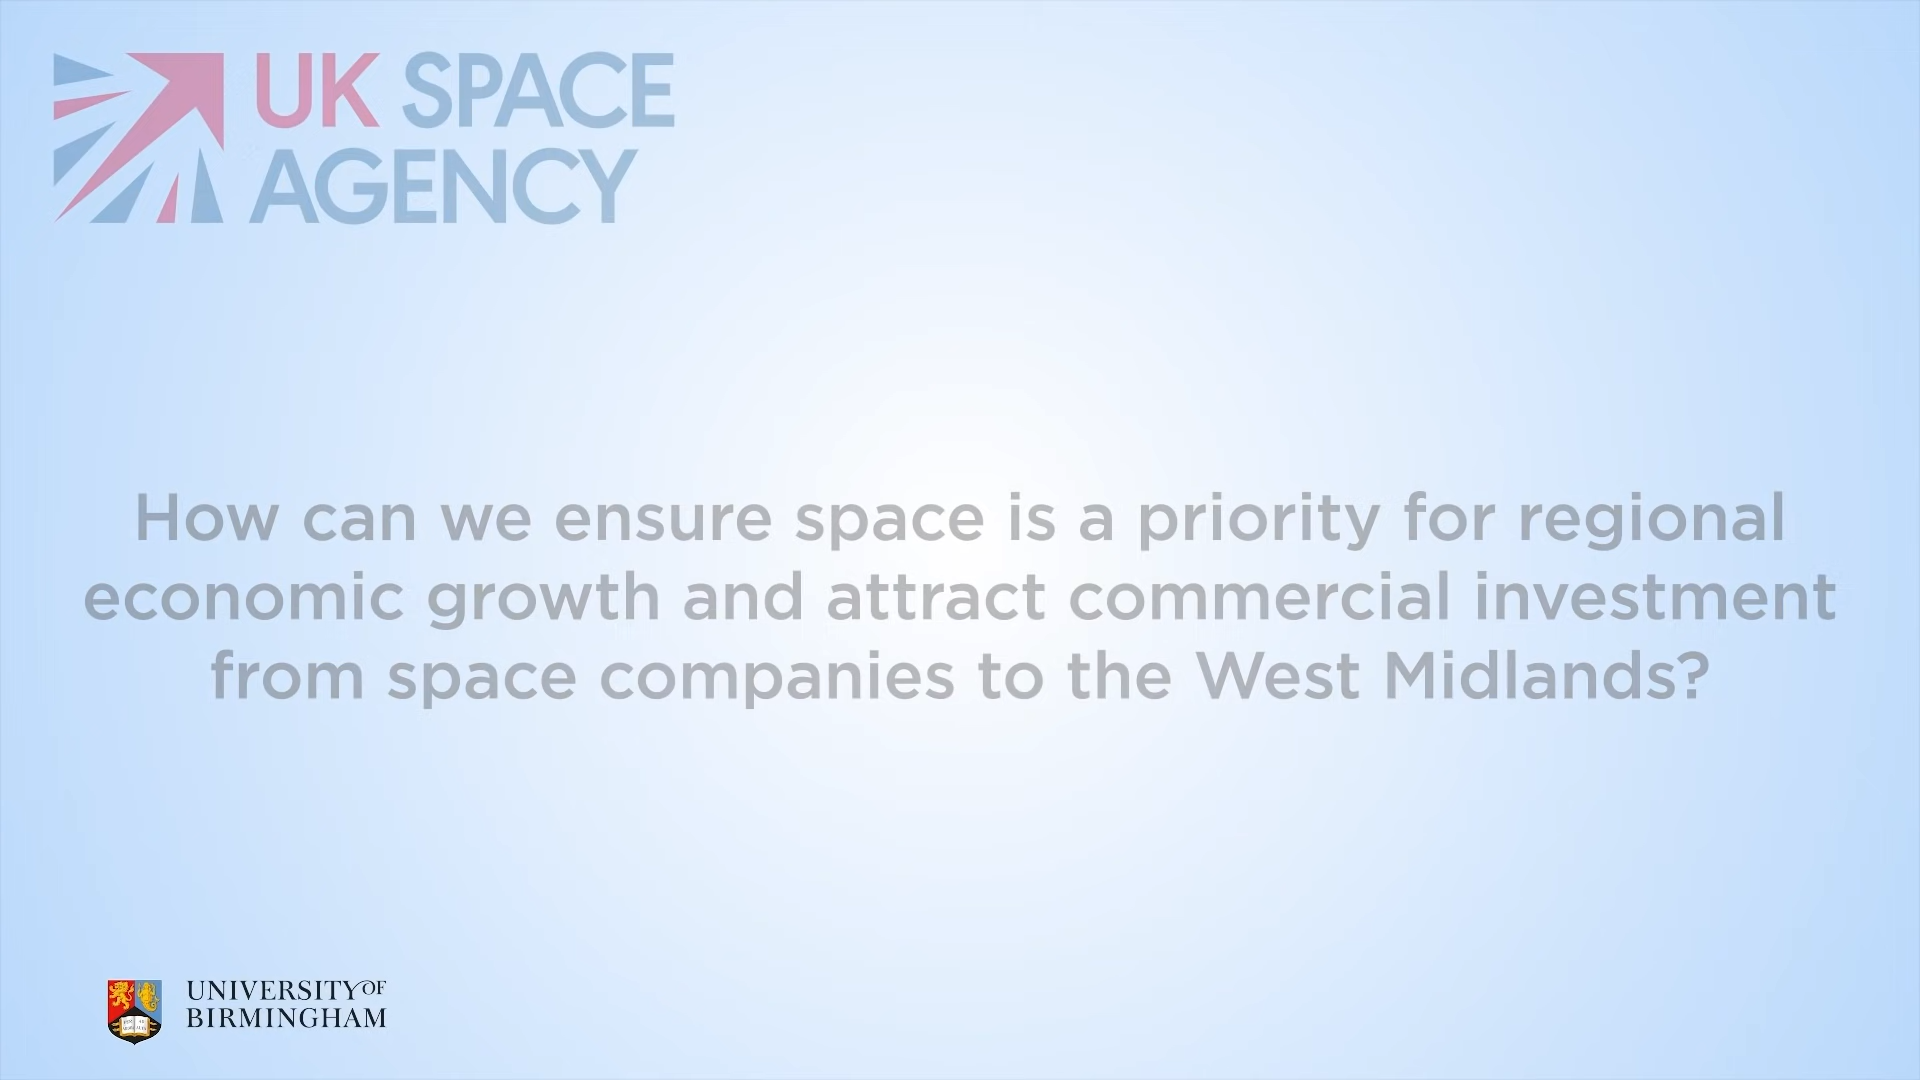 UK SPACE
AGENCY
How can we ensure space is a priority for regional
economic growth and attract commercial investment
from space companies to the West Midlands?
UNIVERSITY OF
BIRMINGHAM